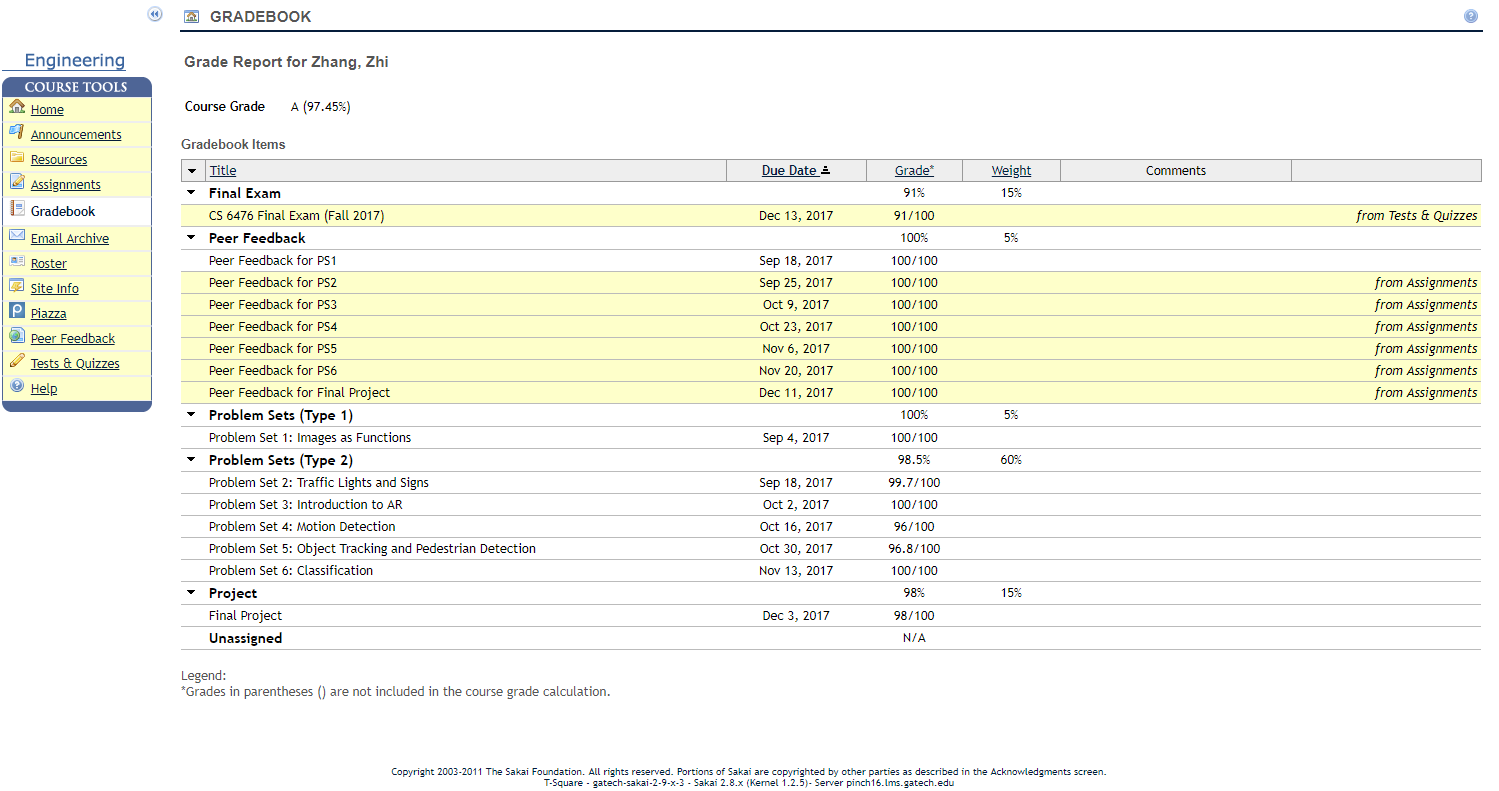 GRADEBOOK
Engineering
COURSE TOOLS
Home
Announcements
Resources
Assignments
Gradebook
Email Archive
Roster
Site Info
Piazza
Peer Feedback
Tests & Quizzes
Help
Grade Report for Zhang, Zhi
Course Grade A (97.45%)
Gradebook Items
Title Due Date Grade* Weight Comments
Final Exam 91% 15%
CS 6476 Final Exam (Fall 2017) Dec 13, 2017 91/100 from Tests & Quizzes
Peer Feedback 100% 5%
Peer Feedback for PS1 Sep 18, 2017 100/100
Peer Feedback for PS2 Sep 25, 2017 100/100 from Assignments
Peer Feedback for PS3 Oct 9, 2017 100/100 from Assignments
Peer Feedback for PS4 Oct 23, 2017 100/100 from Assignments
Peer Feedback for PS5 Nov 6, 2017 100/100 from Assignments
Peer Feedback for PS6 Nov 20, 2017 100/100 from Assignments
Peer Feedback for Final Project Dec 11, 2017 100/100 from Assignments
Problem Sets (Type 1) 100% 5%
Problem Set 1: Images as Functions Sep 4, 2017 100/100
Problem Sets (Type 2) 98.5% 60%
Problem Set 2: Traffic Lights and Signs Sep 18, 2017 99.7/100
Problem Set 3: Introduction to AR Oct 2, 2017 100/100
Problem Set 4: Motion Detection Oct 16, 2017 96/100
Problem Set 5: Object Tracking and Pedestrian Detection Oct 30, 2017 96.8/100
Problem Set 6: Classification Nov 13, 2017 100/100
Project 98% 15%
Final Project Dec 3, 2017 98/100
Unassigned N/A
Legend:
*Grades in parentheses () are not included in the course grade calculation.
Copyright 2003-2011 The Sakai Foundation. All rights reserved. Portions of Sakai are copyrighted by other parties as described in the Acknowledgments screen.
T-Square - gatech-sakai-2-9-x-3 - Sakai 2.8.x (Kernel 1.2.5)- Server pinch16.lms.gatech.edu